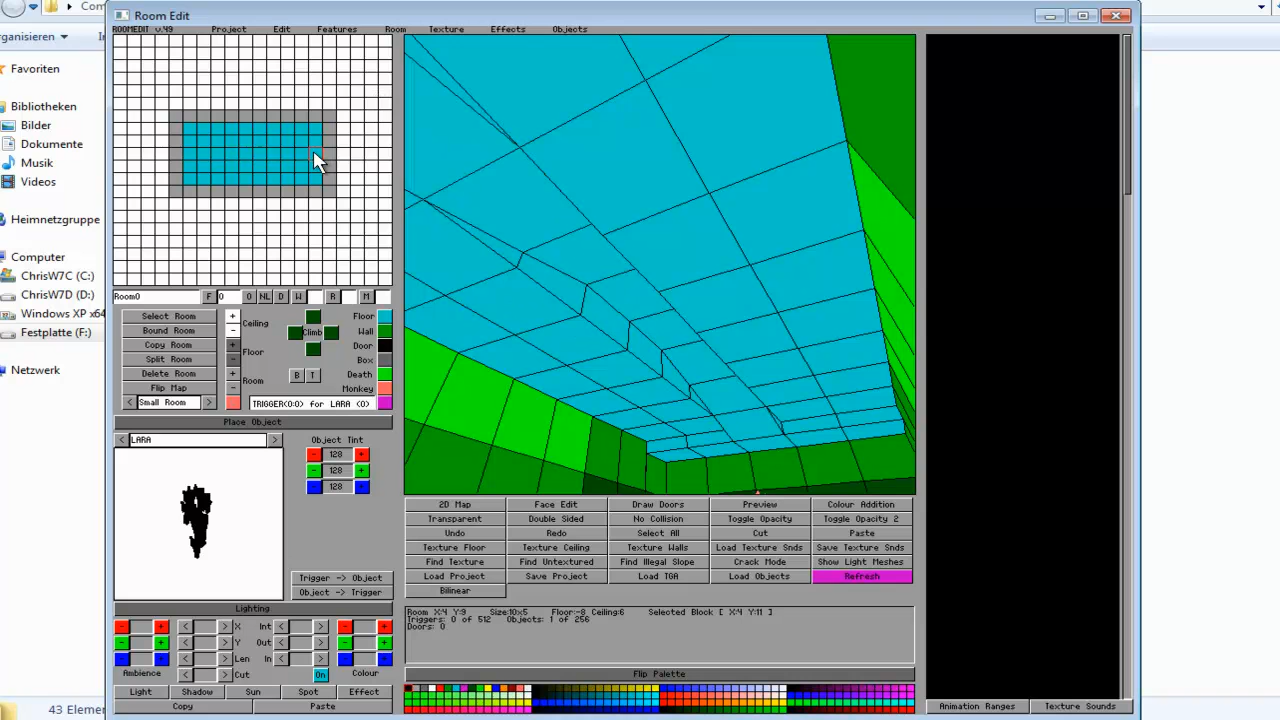 Com
Room Edit
rganisieren
ROOMEDIT v.49 Project Edit Features Room Texture Effects Objects
Favoriten
Bibliotheken
Bilder
Dokumente
Musik
Videos
Heimnetzgruppe
Computer
ChrisW7C (C:)
ChrisW7D (D:)
Windows XP x64
Festplatte (F:)
Netzwerk
43 Elemen
Room0 F 0 O NL D W R M
Select Room
Bound Room
Copy Room
Split Room
Delete Room
Flip Map
< Small Room >
+ Ceiling
-
+ Floor
-
+ Room
-
Climb
B T
Floor
Wall
Door
Box
Death
Monkey
TRIGGER(0:0) for LARA (0)
Place Object
< LARA >
Object Tint
- 128 +
- 128 +
- 128 +
Trigger -> Object
Object -> Trigger
Lighting
- + < > X Int < > - +
- + < > Y Out < > - +
- + < > Len In < > - +
Ambience < > Cut On Colour
Light Shadow Sun Spot Effect
Copy Paste
2D Map Face Edit Draw Doors Preview Colour Addition
Transparent Double Sided No Collision Toggle Opacity Toggle Opacity 2
Undo Redo Select All Cut Paste
Texture Floor Texture Ceiling Texture Walls Load Texture Snds Save Texture Snds
Find Texture Find Untextured Find Illegal Slope Crack Mode Show Light Meshes
Load Project Save Project Load TGA Load Objects Refresh
Bilinear
Room X:4 Y:9 Size:10x5 Floor:-8 Ceiling:6 Selected Block [ X:4 Y:11 ]
Triggers: 0 of 512 Objects: 1 of 256
Doors: 0
Flip Palette
Animation Ranges Texture Sounds